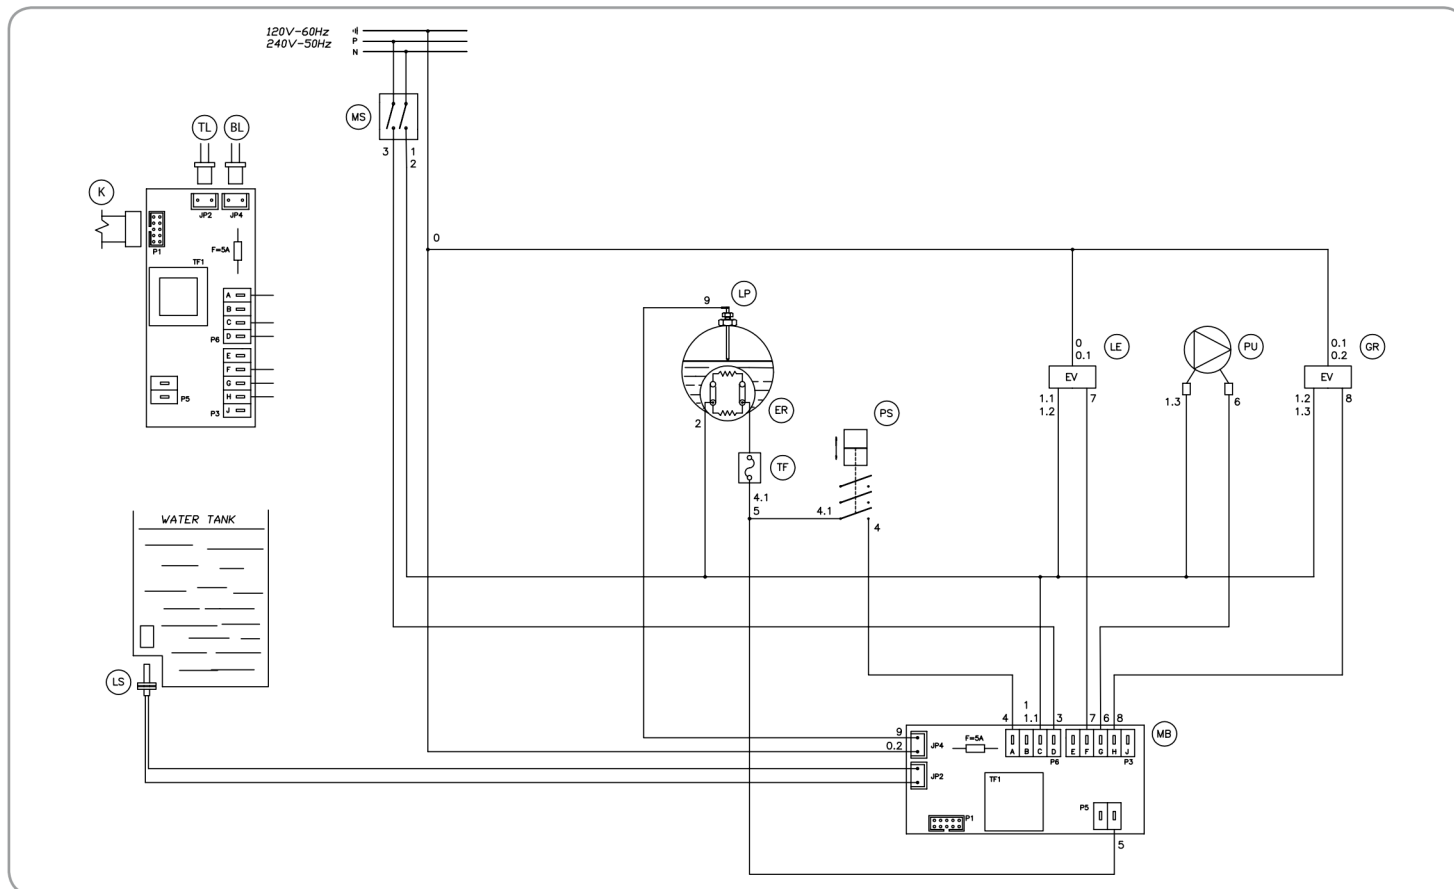 120V-60Hz
240V-50Hz
P
N
MS
3 1
2
TL BL
K
JP2 JP4
P1
F=5A
TF1
A
B
C
D
P6
E
F
G
H
J
P3
P5
0
9 LP
2
ER
TF
4.1
5
PS
4.1
4
0
0.1
LE
EV
1.1
1.2
7
PU
1.3
6
0.1
0.2
GR
EV
1.2
1.3
8
WATER TANK
LS
4
1
1.1
3 7 6 8
MB
9
0.2
JP4
JP2
F=5A
A B C D E F G H J
P6 P3
TF1
P5
P1
5